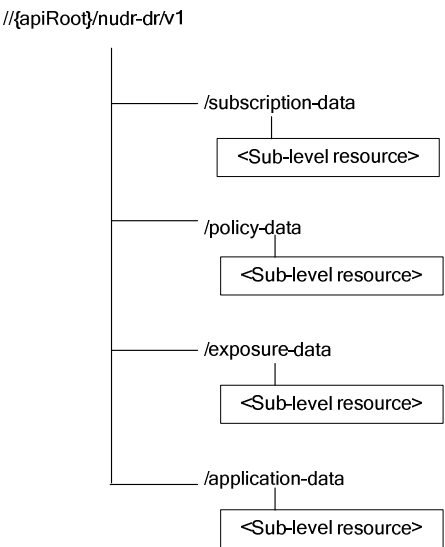 //{apiRoot}/nudr-dr/v1
/subscription-data
<Sub-level resource>
/policy-data
<Sub-level resource>
/exposure-data
<Sub-level resource>
/application-data
<Sub-level resource>